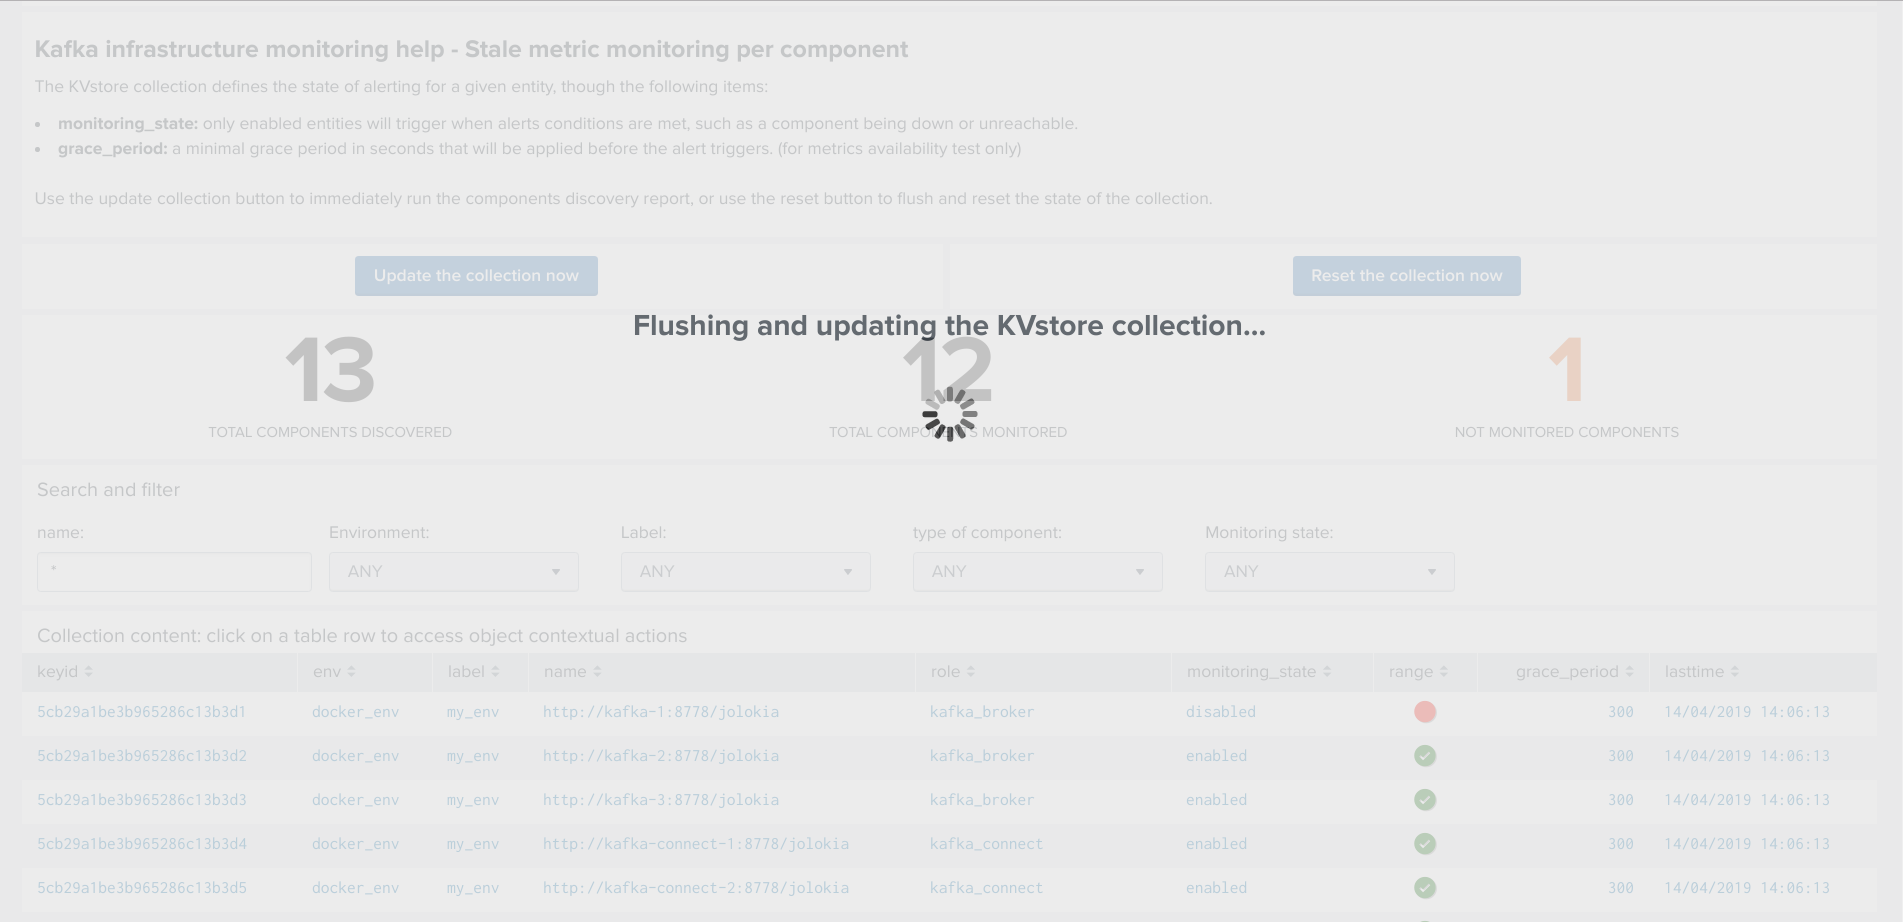 Kafka infrastructure monitoring help - Stale metric monitoring per component
The KVstore collection defines the state of alerting for a given entity, though the following items:
• monitoring_state: only enabled entities will trigger when alerts conditions are met, such as a component being down or unreachable.
• grace_period: a minimal grace period in seconds that will be applied before the alert triggers. (for metrics availability test only)
Use the update collection button to immediately run the components discovery report, or use the reset button to flush and reset the state of the collection.
Update the collection now Reset the collection now
Flushing and updating the KVstore collection...
13 12 1
TOTAL COMPONENTS DISCOVERED TOTAL COMPONENTS MONITORED NOT MONITORED COMPONENTS
Search and filter
name: Environment: Label: type of component: Monitoring state:
* ANY ANY ANY ANY
Collection content: click on a table row to access object contextual actions
keyid env label name role monitoring_state range grace_period lasttime
5cb29a1be3b965286c13b3d1 docker_env my_env http://kafka-1:8778/jolokia kafka_broker disabled 300 14/04/2019 14:06:13
5cb29a1be3b965286c13b3d2 docker_env my_env http://kafka-2:8778/jolokia kafka_broker enabled 300 14/04/2019 14:06:13
5cb29a1be3b965286c13b3d3 docker_env my_env http://kafka-3:8778/jolokia kafka_broker enabled 300 14/04/2019 14:06:13
5cb29a1be3b965286c13b3d4 docker_env my_env http://kafka-connect-1:8778/jolokia kafka_connect enabled 300 14/04/2019 14:06:13
5cb29a1be3b965286c13b3d5 docker_env my_env http://kafka-connect-2:8778/jolokia kafka_connect enabled 300 14/04/2019 14:06:13